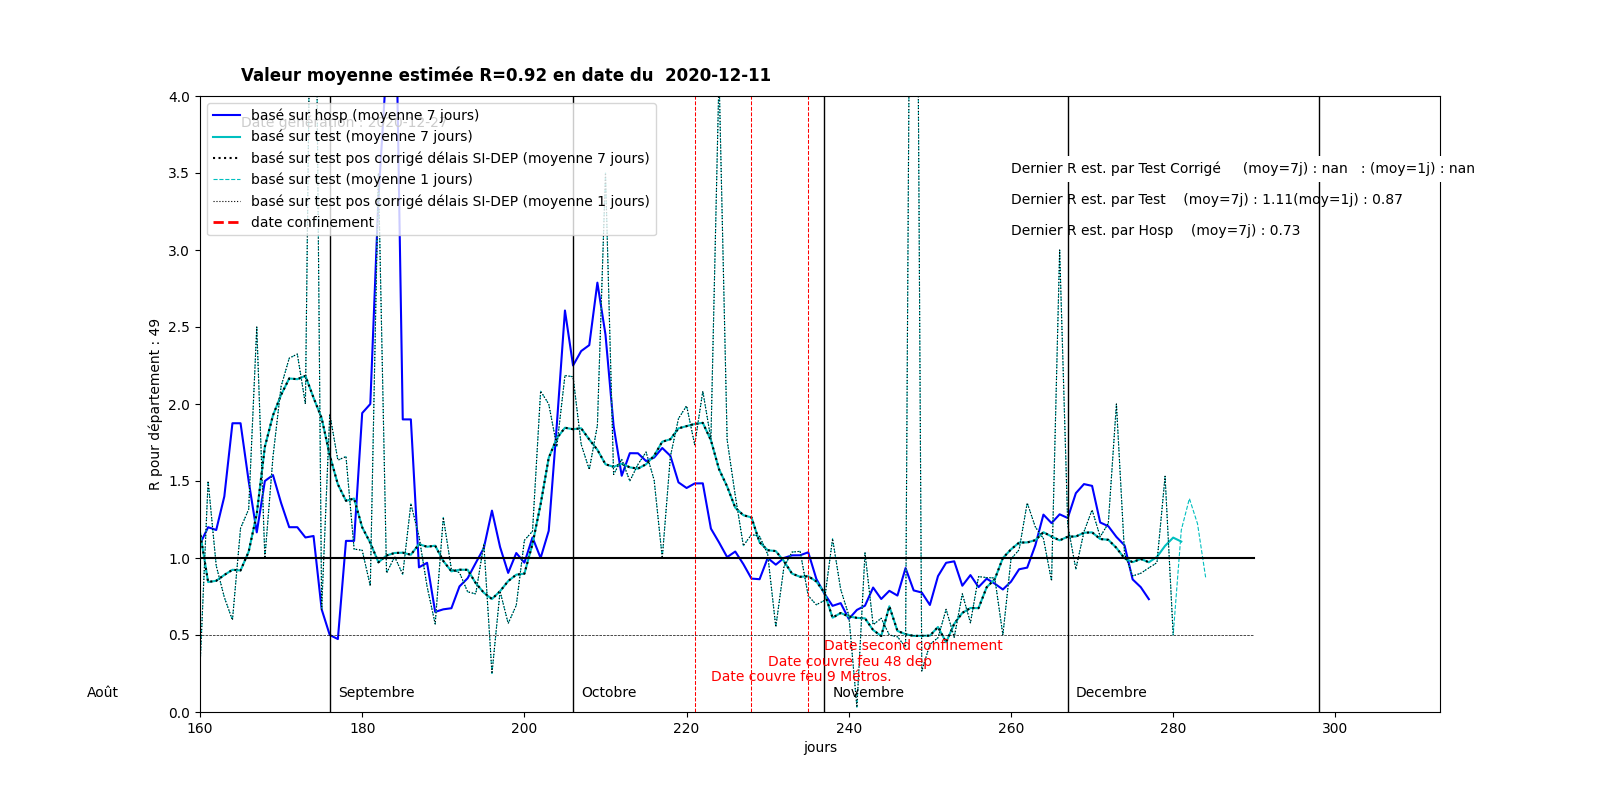 Valeur moyenne estimée R=0.92 en date du  2020-12-11
4.0
3.5
3.0
2.5
2.0
1.5
1.0
0.5
0.0
R pour département : 49
basé sur hosp (moyenne 7 jours)
basé sur test (moyenne 7 jours)
basé sur test pos corrigé délais SI-DEP (moyenne 7 jours)
basé sur test (moyenne 1 jours)
basé sur test pos corrigé délais SI-DEP (moyenne 1 jours)
date confinement
Dernier R est. par Test Corrigé     (moy=7j) : nan   : (moy=1j) : nan
Dernier R est. par Test    (moy=7j) : 1.11(moy=1j) : 0.87
Dernier R est. par Hosp    (moy=7j) : 0.73
Date second confinement
Date couvre feu 48 dep
Date couvre feu 9 Métros.
Août
Septembre
Octobre
Novembre
Decembre
160
180
200
220
240
260
280
300
jours